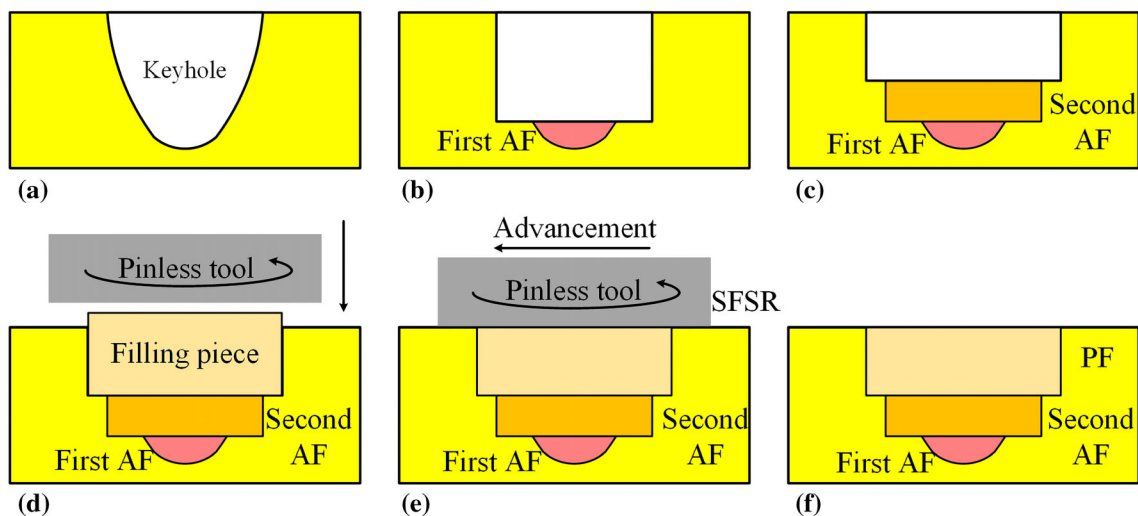 Keyhole
(a)
First AF
(b)
Second
AF
First AF
(c)
Pinless tool
Filling piece
Second
AF
First AF
(d)
Advancement
Pinless tool
SFSR
Second
AF
First AF
(e)
PF
Second
AF
First AF
(f)